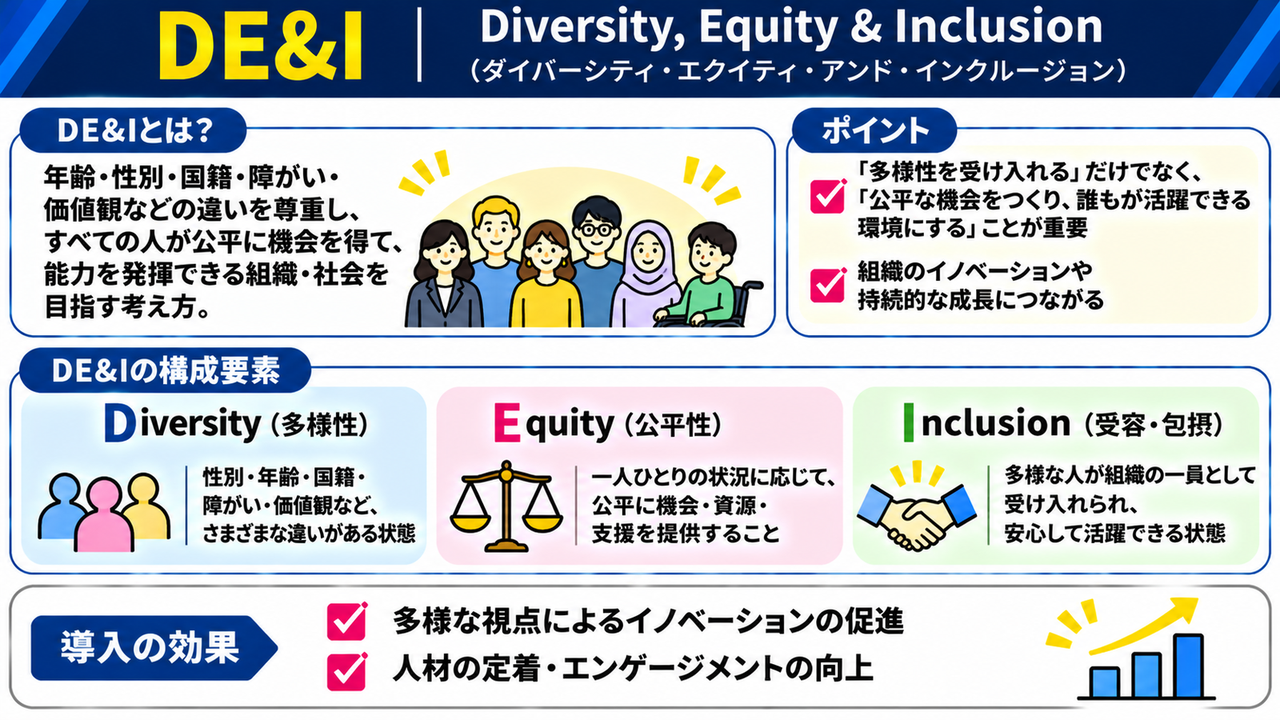 DE&I
Diversity, Equity & Inclusion
（ダイバーシティ・エクイティ・アンド・インクルージョン）
DE&Iとは？
年齢・性別・国籍・障がい・
価値観などの違いを尊重し、
すべての人が公平に機会を得て、
能力を発揮できる組織・社会を
目指す考え方。
ポイント
「多様性を受け入れる」だけでなく、
「公平な機会をつくり、誰もが活躍できる
環境にする」ことが重要
組織のイノベーションや
持続的な成長につながる
DE&Iの構成要素
Diversity（多様性）
性別・年齢・国籍・
障がい・価値観など、
さまざまな違いがある状態
Equity（公平性）
一人ひとりの状況に応じて、
公平に機会・資源・
支援を提供すること
Inclusion（受容・包摂）
多様な人が組織の一員として
受け入れられ、
安心して活躍できる状態
導入の効果
多様な視点によるイノベーションの促進
人材の定着・エンゲージメントの向上